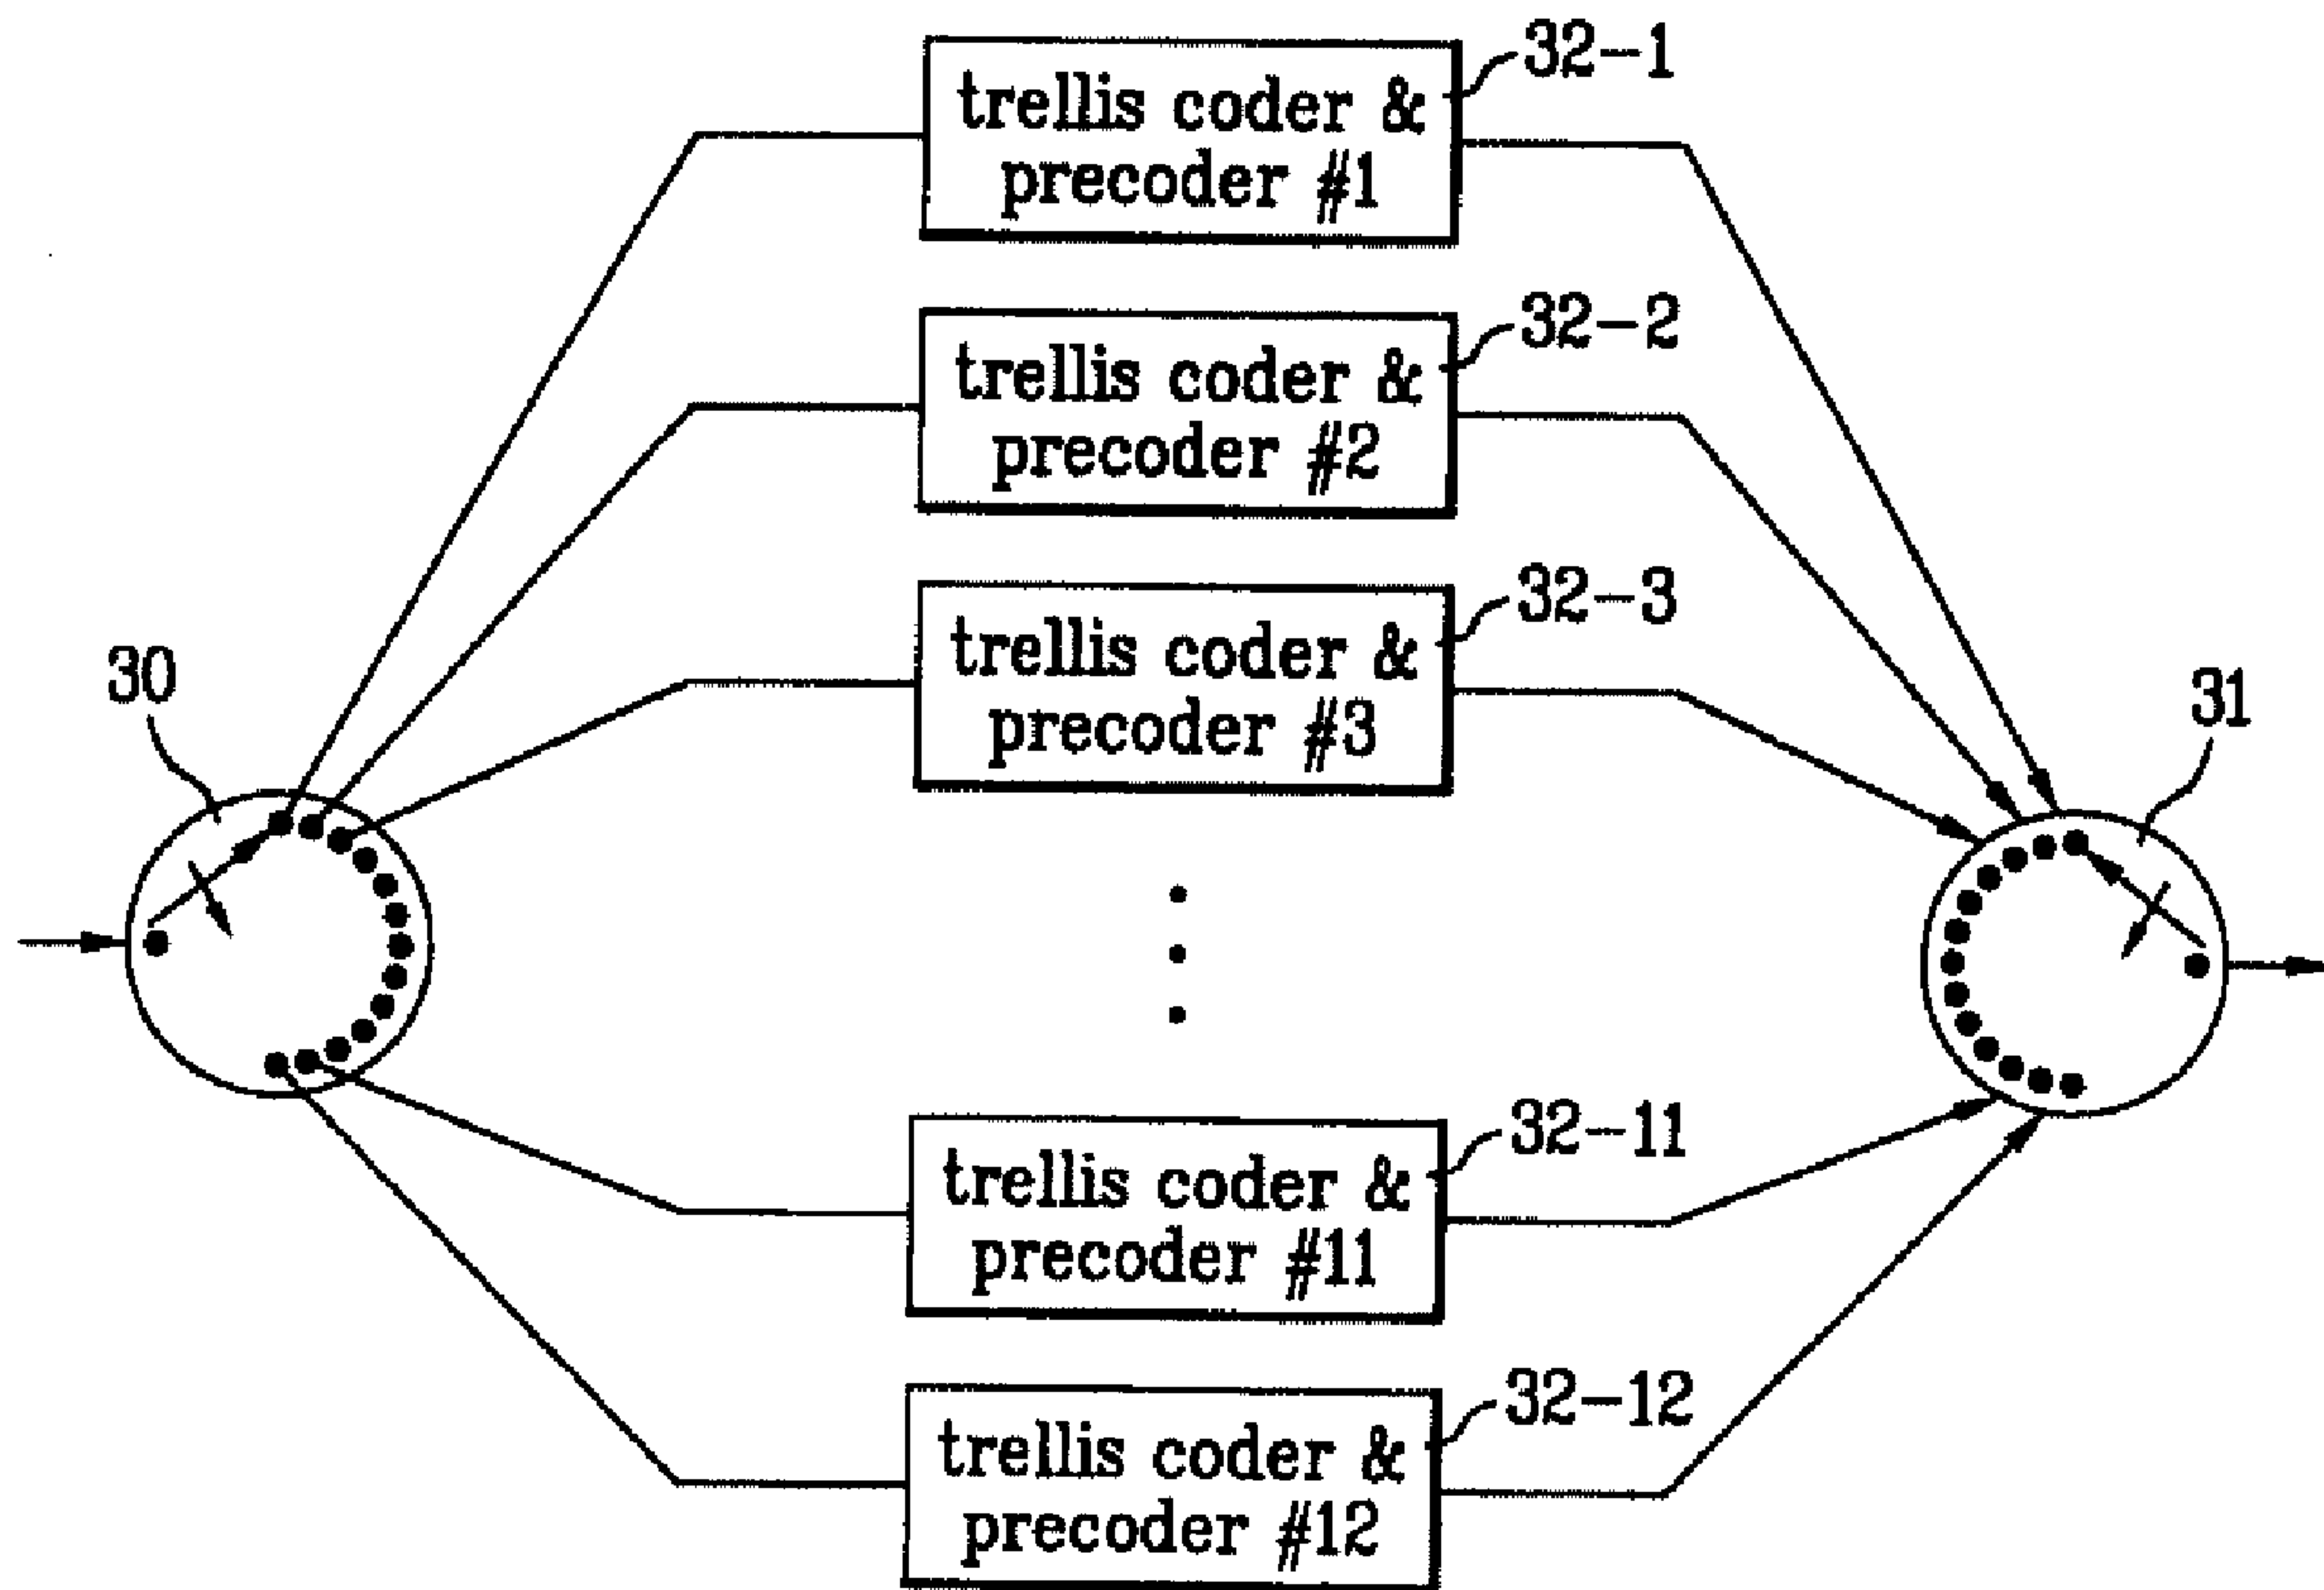 trellis coder &
precoder #1
32-1
trellis coder &
precoder #2
32-2
trellis coder &
precoder #3
32-3
30
31
trellis coder &
precoder #11
32-11
trellis coder &
precoder #12
32-12